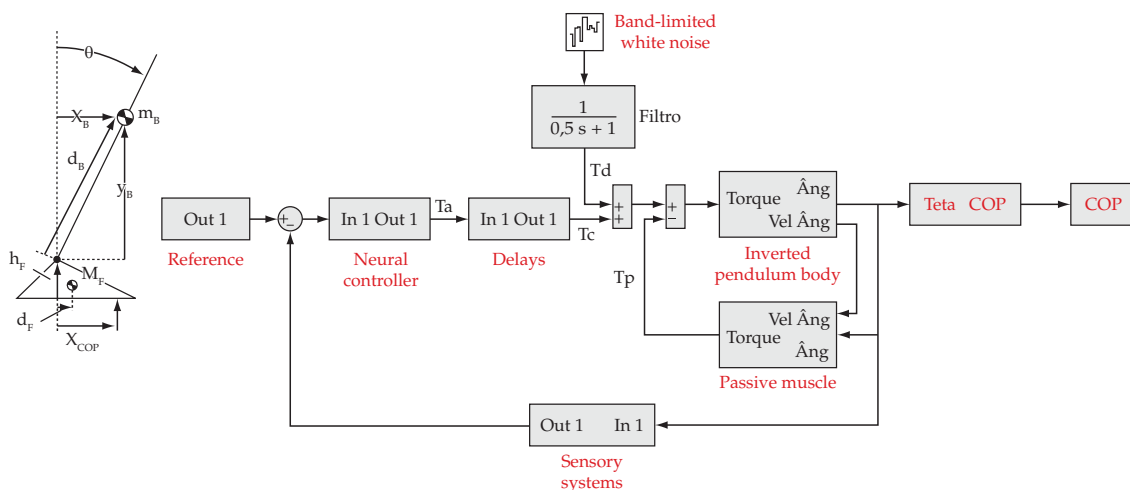 θ
X_B
m_B
d_B
y_B
h_F
M_F
d_F
X_COP
Band-limited
white noise
1
0,5 s + 1
Filtro
Td
Out 1
Reference
+
−
In 1 Out 1
Neural
controller
Ta
In 1 Out 1
Delays
Tc
+
+
+
−
Tp
Torque
Âng
Vel Âng
Inverted
pendulum body
Teta COP
COP
Vel Âng
Torque
Âng
Passive muscle
Out 1 In 1
Sensory
systems